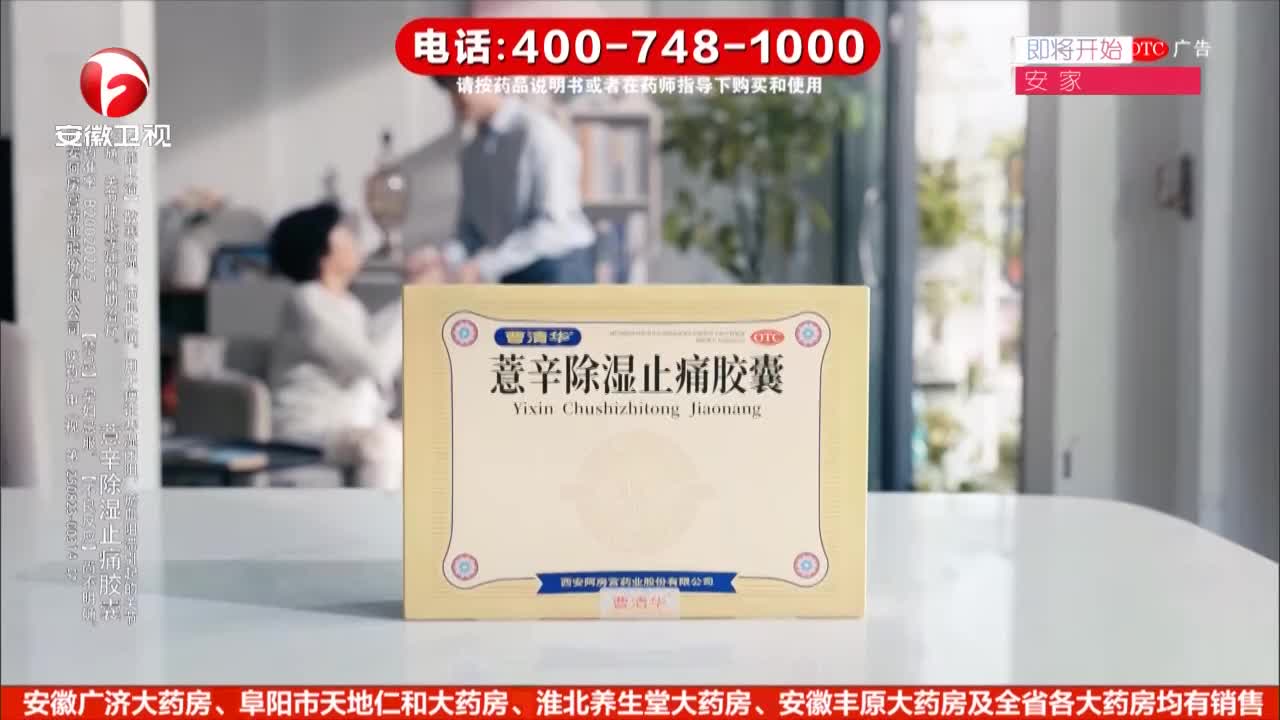 电话:400-748-1000
请按药品说明书或者在药师指导下购买和使用
即将开始
OTC 广告
安家
安徽卫视
曹清华
OTC
薏辛除湿止痛胶囊
Yixin Chushizhitong Jiaonang
西安阿房宫药业股份有限公司
曹清华
薏辛除湿止痛胶囊
安徽广济大药房、阜阳市天地仁和大药房、淮北养生堂大药房、安徽丰原大药房及全省各大药房均有销售